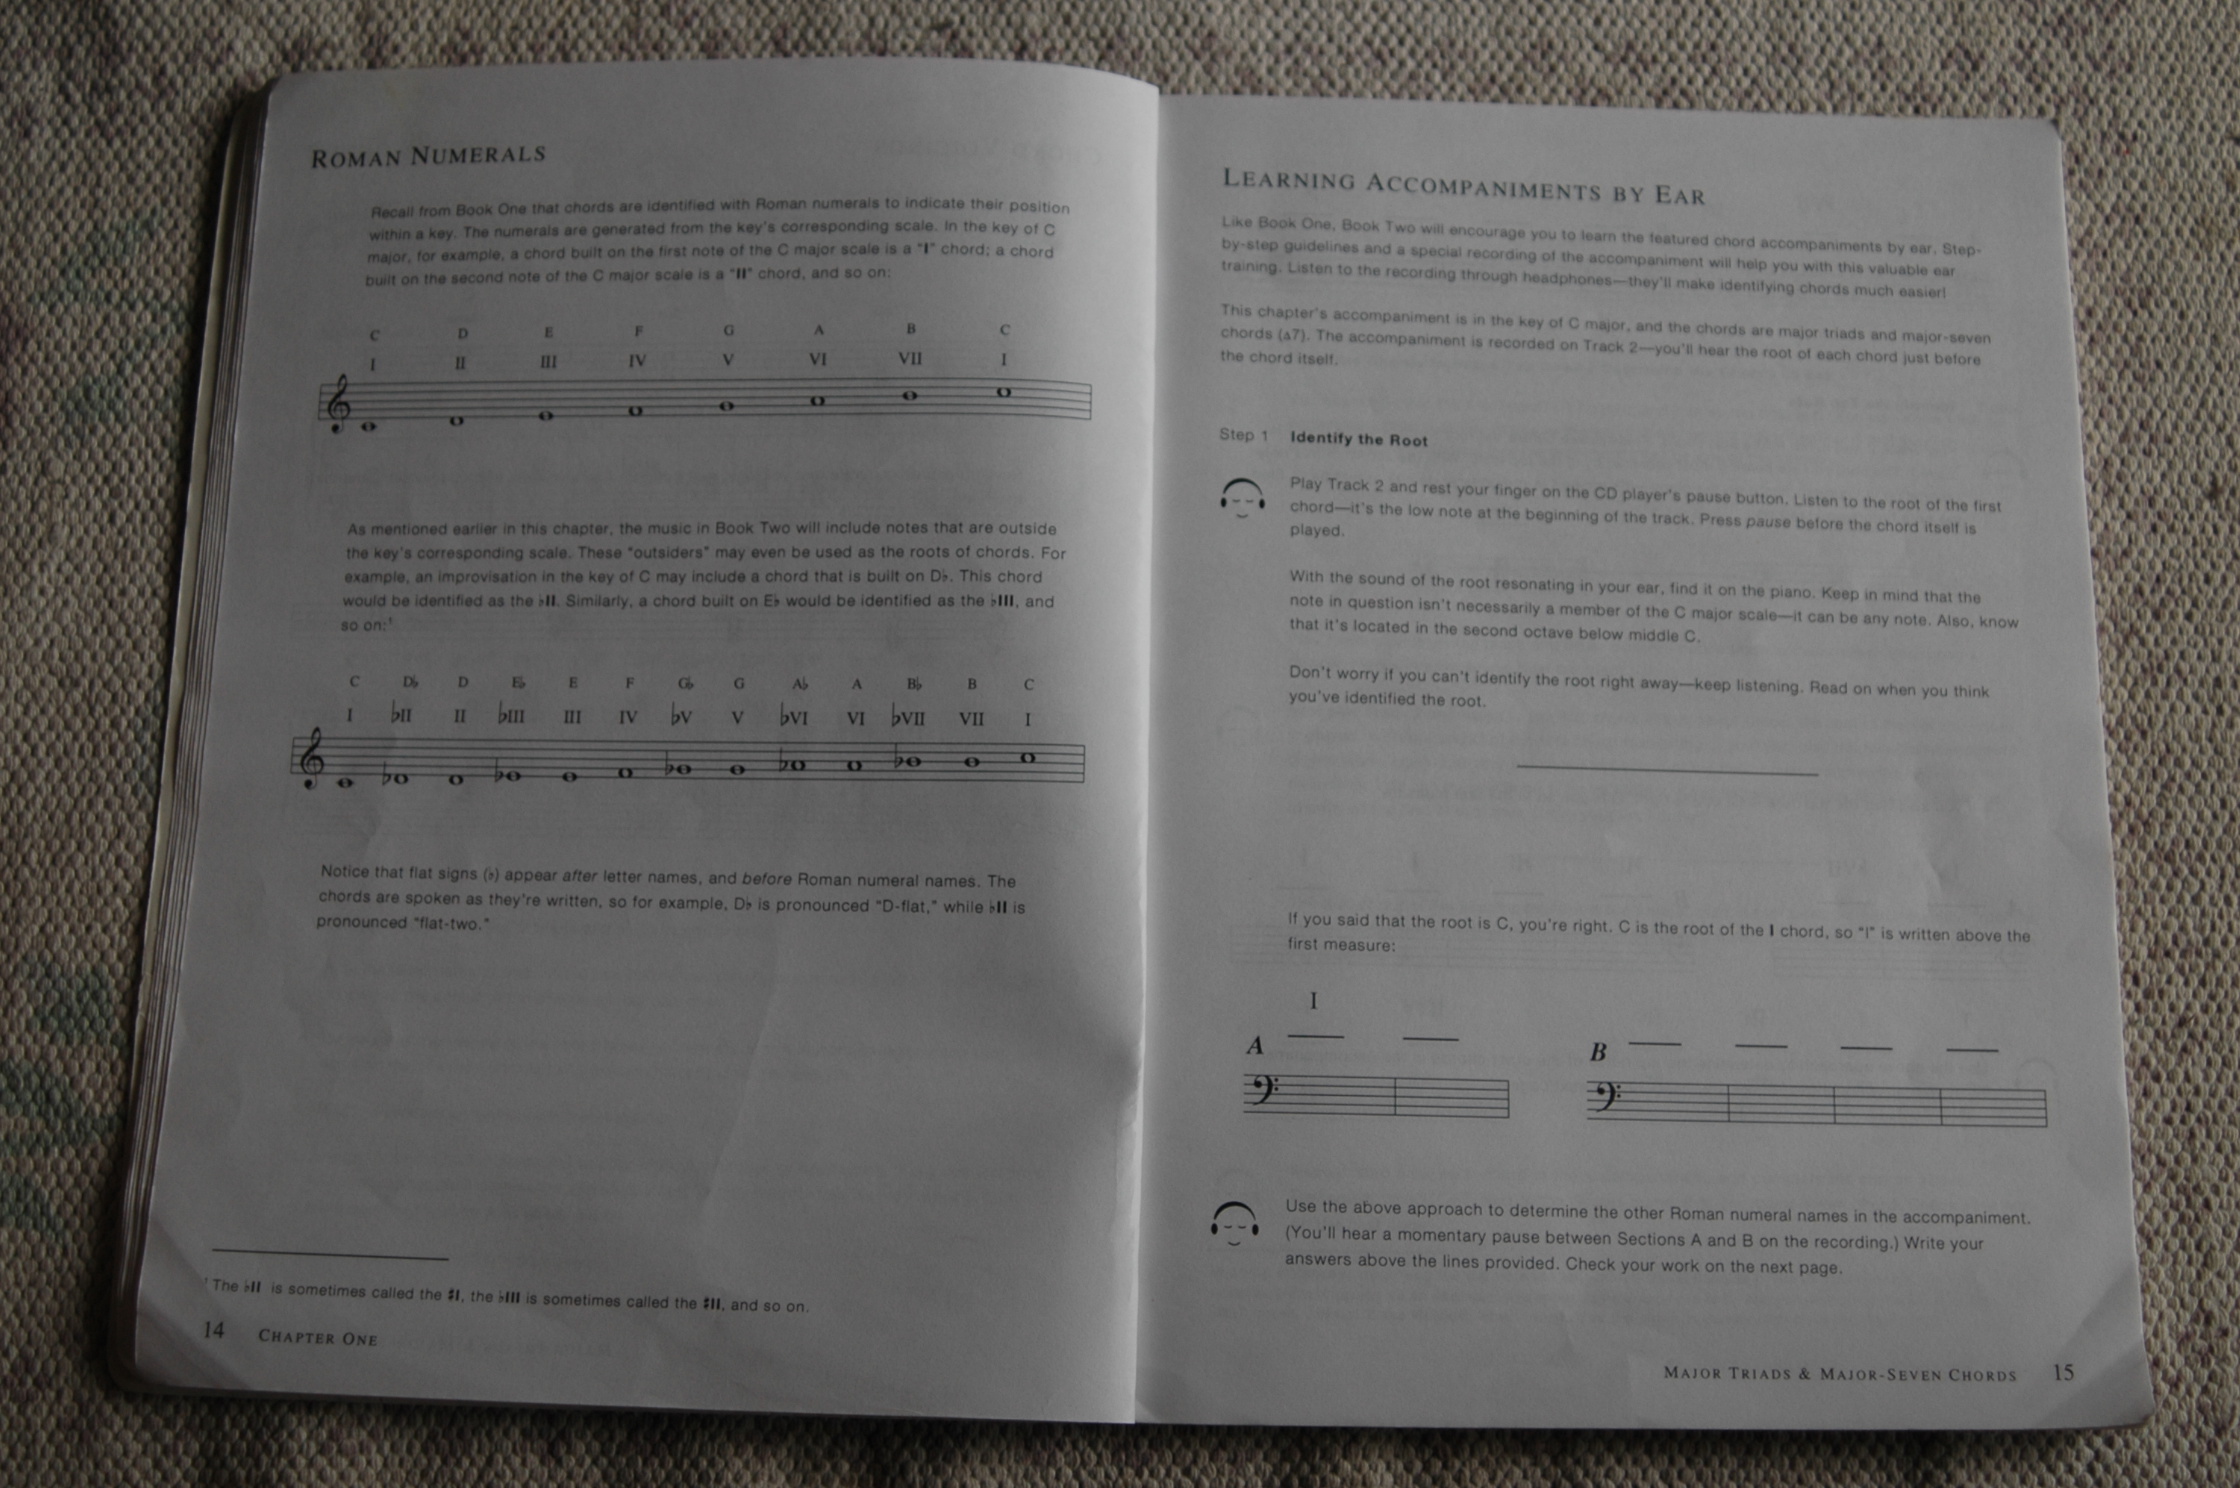 ROMAN NUMERALS
Recall from Book One that chords are identified with Roman numerals to indicate their position
within a key. The numerals are generated from the key's corresponding scale. In the key of C
major, for example, a chord built on the first note of the C major scale is a "I" chord; a chord
built on the second note of the C major scale is a "II" chord, and so on:
C D E F G A B C
I II III IV V VI VII I
As mentioned earlier in this chapter, the music in Book Two will include notes that are outside
the key's corresponding scale. These "outsiders" may even be used as the roots of chords. For
example, an improvisation in the key of C may include a chord that is built on D♭. This chord
would be identified as the ♭II. Similarly, a chord built on E♭ would be identified as the ♭III, and
so on:¹
C D♭ D E♭ E F G♭ G A♭ A B♭ B C
I ♭II II ♭III III IV ♭V V ♭VI VI ♭VII VII I
Notice that flat signs (♭) appear after letter names, and before Roman numeral names. The
chords are spoken as they're written, so for example, D♭ is pronounced "D-flat," while ♭II is
pronounced "flat-two."
¹ The ♭II is sometimes called the ♯I, the ♭III is sometimes called the ♯II, and so on.
14 CHAPTER ONE
LEARNING ACCOMPANIMENTS BY EAR
Like Book One, Book Two will encourage you to learn the featured chord accompaniments by ear. Step-
by-step guidelines and a special recording of the accompaniment will help you with this valuable ear
training. Listen to the recording through headphones—they'll make identifying chords much easier!
This chapter's accompaniment is in the key of C major, and the chords are major triads and major-seven
chords (▵7). The accompaniment is recorded on Track 2—you'll hear the root of each chord just before
the chord itself.
Step 1 Identify the Root
Play Track 2 and rest your finger on the CD player's pause button. Listen to the root of the first
chord—it's the low note at the beginning of the track. Press pause before the chord itself is
played.
With the sound of the root resonating in your ear, find it on the piano. Keep in mind that the
note in question isn't necessarily a member of the C major scale—it can be any note. Also, know
that it's located in the second octave below middle C.
Don't worry if you can't identify the root right away—keep listening. Read on when you think
you've identified the root.
If you said that the root is C, you're right. C is the root of the I chord, so "I" is written above the
first measure:
I
A B
Use the above approach to determine the other Roman numeral names in the accompaniment.
(You'll hear a momentary pause between Sections A and B on the recording.) Write your
answers above the lines provided. Check your work on the next page.
MAJOR TRIADS & MAJOR-SEVEN CHORDS 15